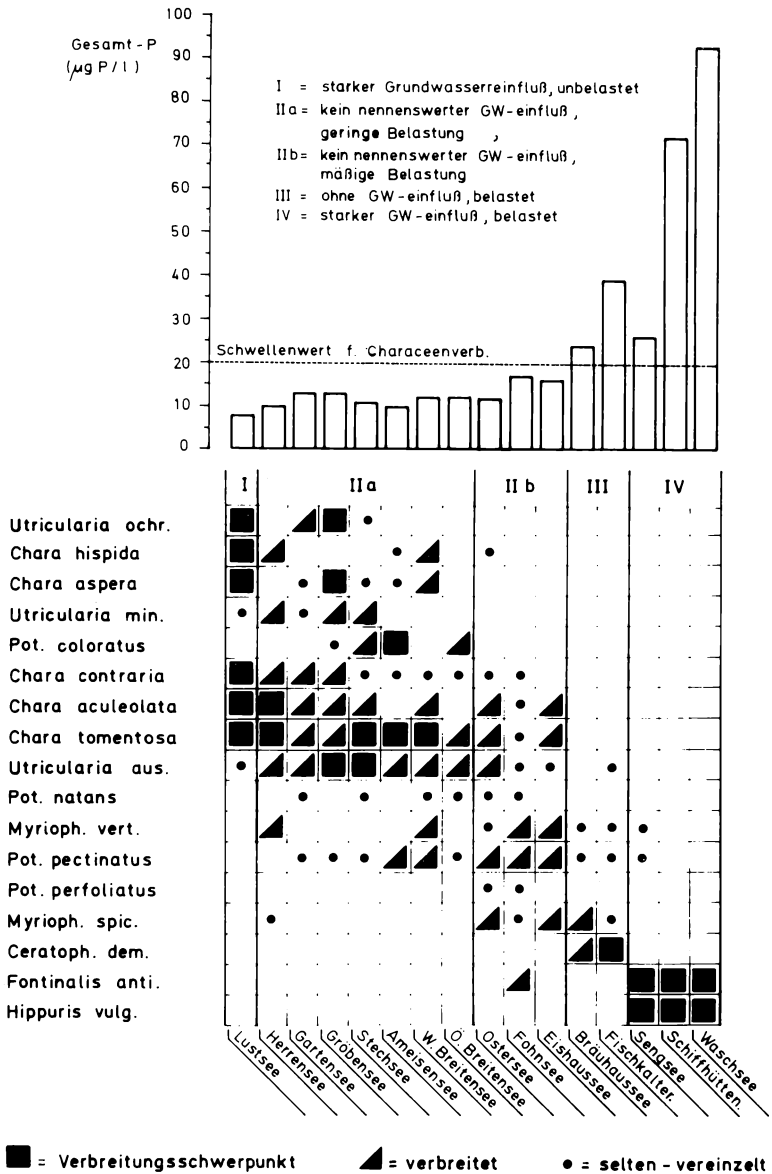 Gesamt-P
(µg P/l)
100
90
80
70
60
50
40
30
20
10
0
I = starker Grundwassereinfluß, unbelastet
IIa = kein nennenswerter GW-einfluß,
geringe Belastung ,
IIb = kein nennenswerter GW-einfluß,
mäßige Belastung
III = ohne GW-einfluß, belastet
IV = starker GW-einfluß, belastet
Schwellenwert f. Characeenverb.
I IIa IIb III IV
Utricularia ochr.
Chara hispida
Chara aspera
Utricularia min.
Pot. coloratus
Chara contraria
Chara aculeolata
Chara tomentosa
Utricularia aus.
Pot. natans
Myrioph. vert.
Pot. pectinatus
Pot. perfoliatus
Myrioph. spic.
Ceratoph. dem.
Fontinalis anti.
Hippuris vulg.
Lustsee
Herrensee
Gartensee
Gröbensee
Stechsee
Ameisensee
W. Breitensee
Ö. Breitensee
Ostersee
Fohnsee
Eishaussee
Bräuhaussee
Fischkalter.
Sengsee
Schiffhütten.
Waschsee
= Verbreitungsschwerpunkt = verbreitet = selten-vereinzelt